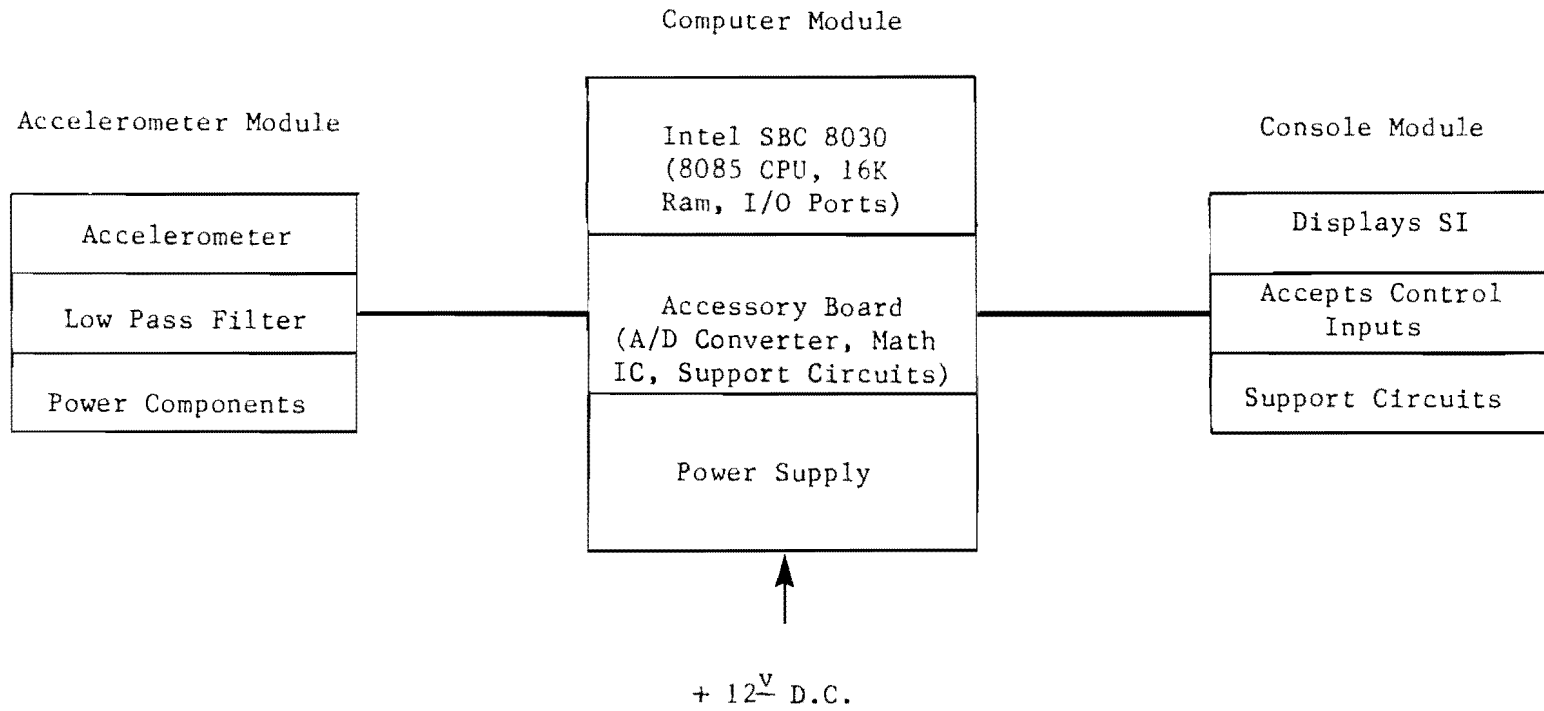 Computer Module
Accelerometer Module
Console Module
Intel SBC 8030
(8085 CPU, 16K
Ram, I/O Ports)
Accelerometer
Low Pass Filter
Power Components
Accessory Board
(A/D Converter, Math
IC, Support Circuits)
Power Supply
Displays SI
Accepts Control
Inputs
Support Circuits
+ 12V D.C.